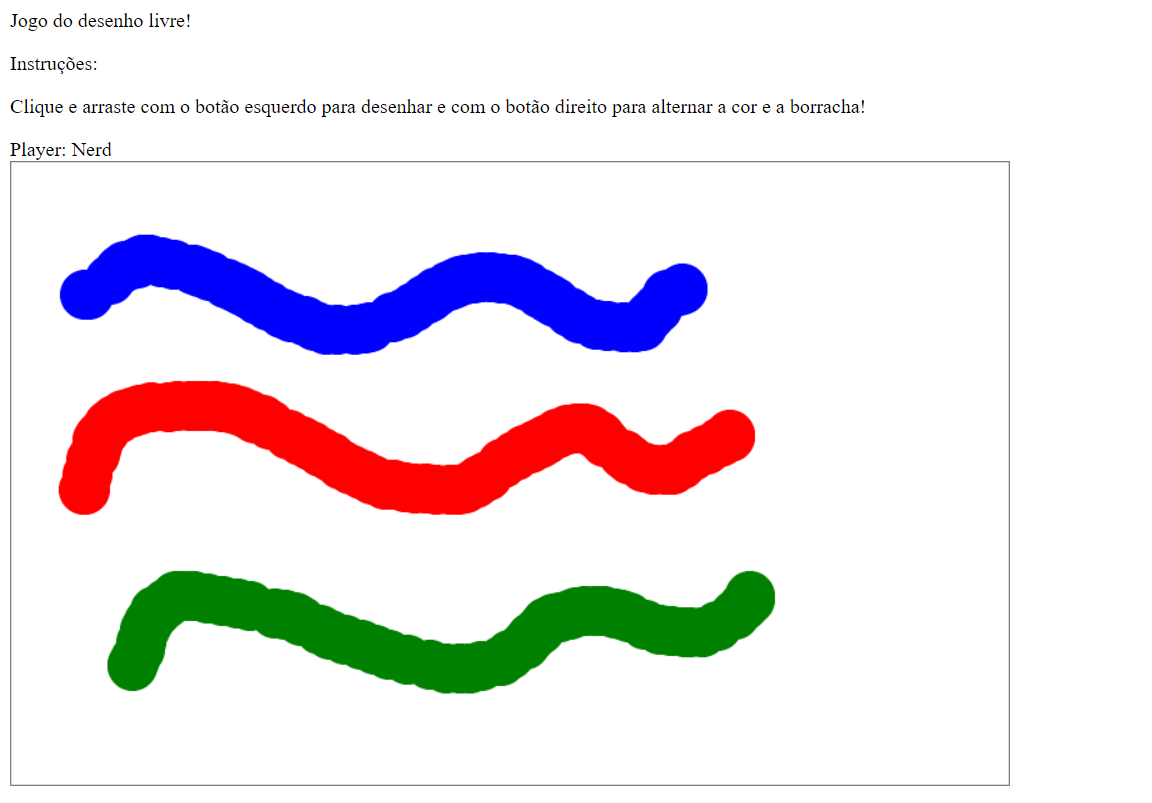 Jogo do desenho livre!
Instruções:
Clique e arraste com o botão esquerdo para desenhar e com o botão direito para alternar a cor e a borracha!
Player: Nerd